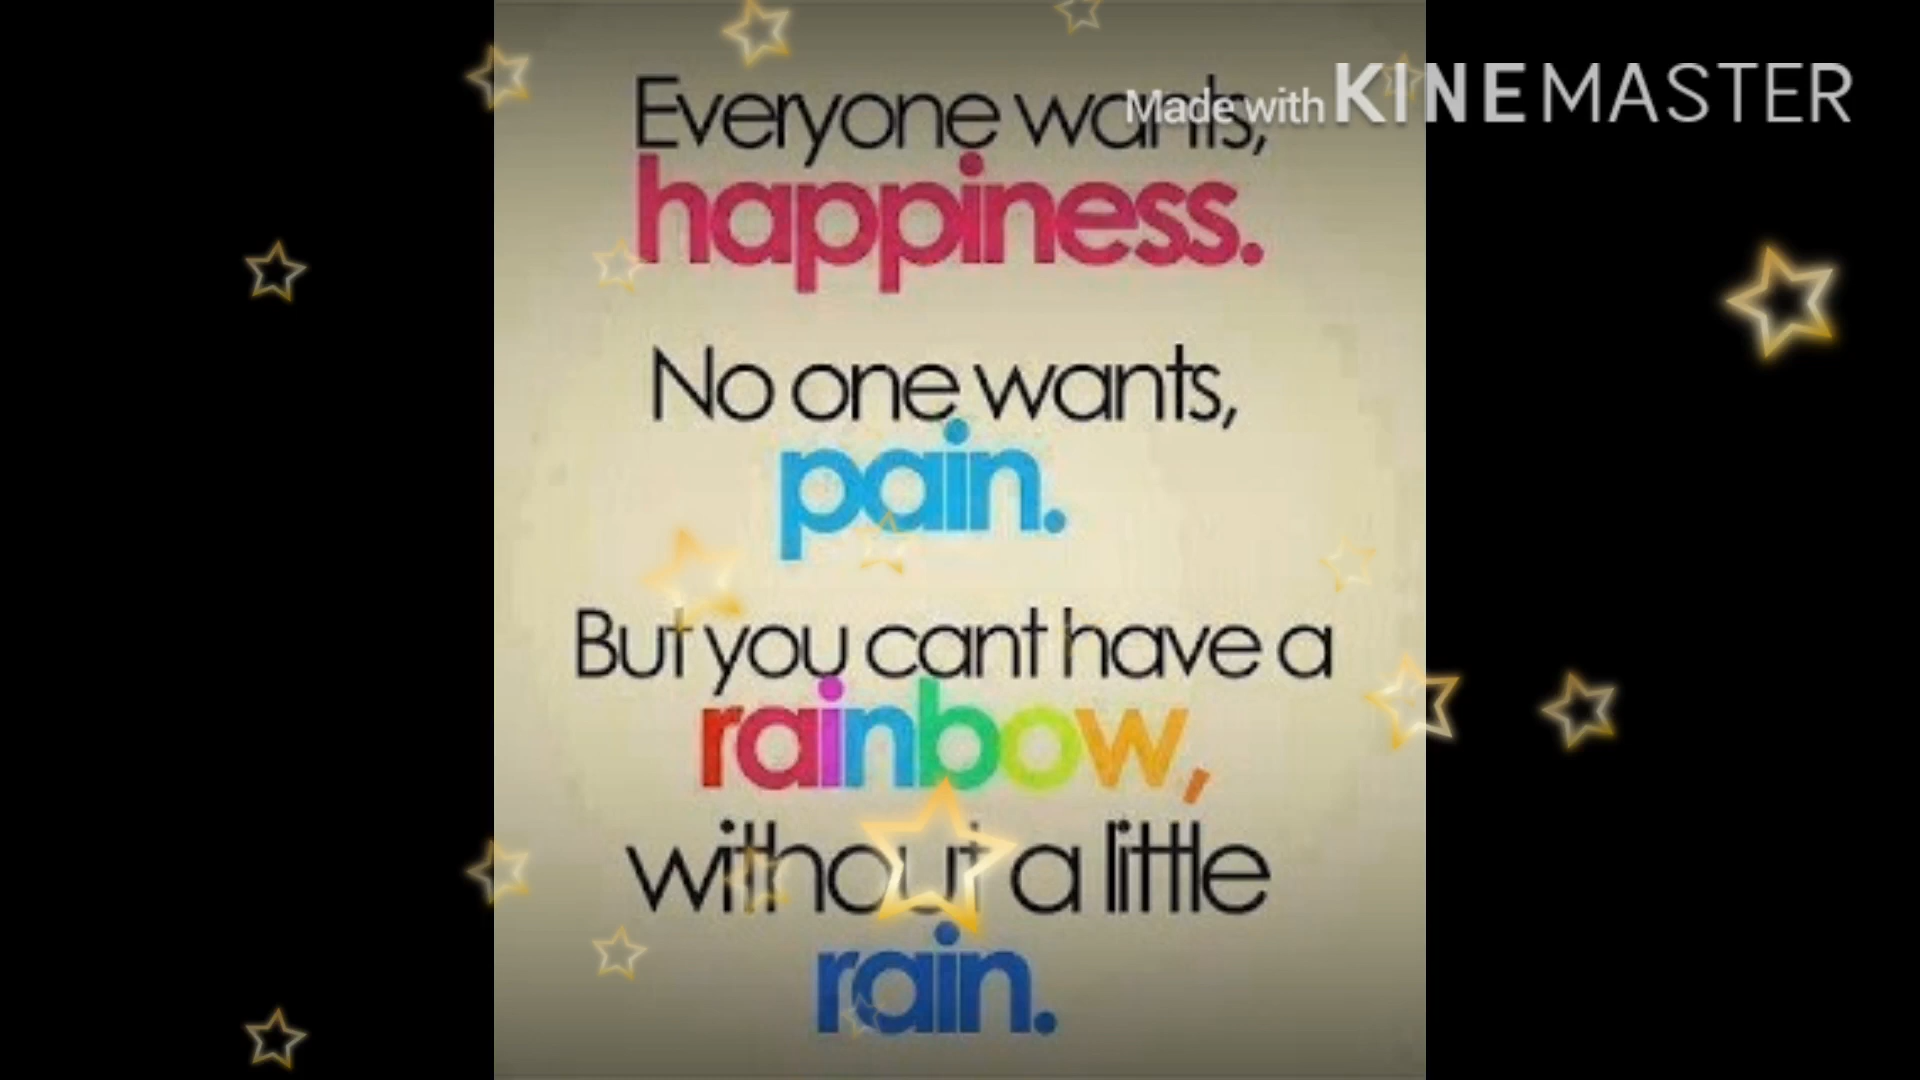 Everyone wants,
Made with KINEMASTER
happiness.
No one wants,
pain.
But you cant have a
rainbow,
without a little
rain.